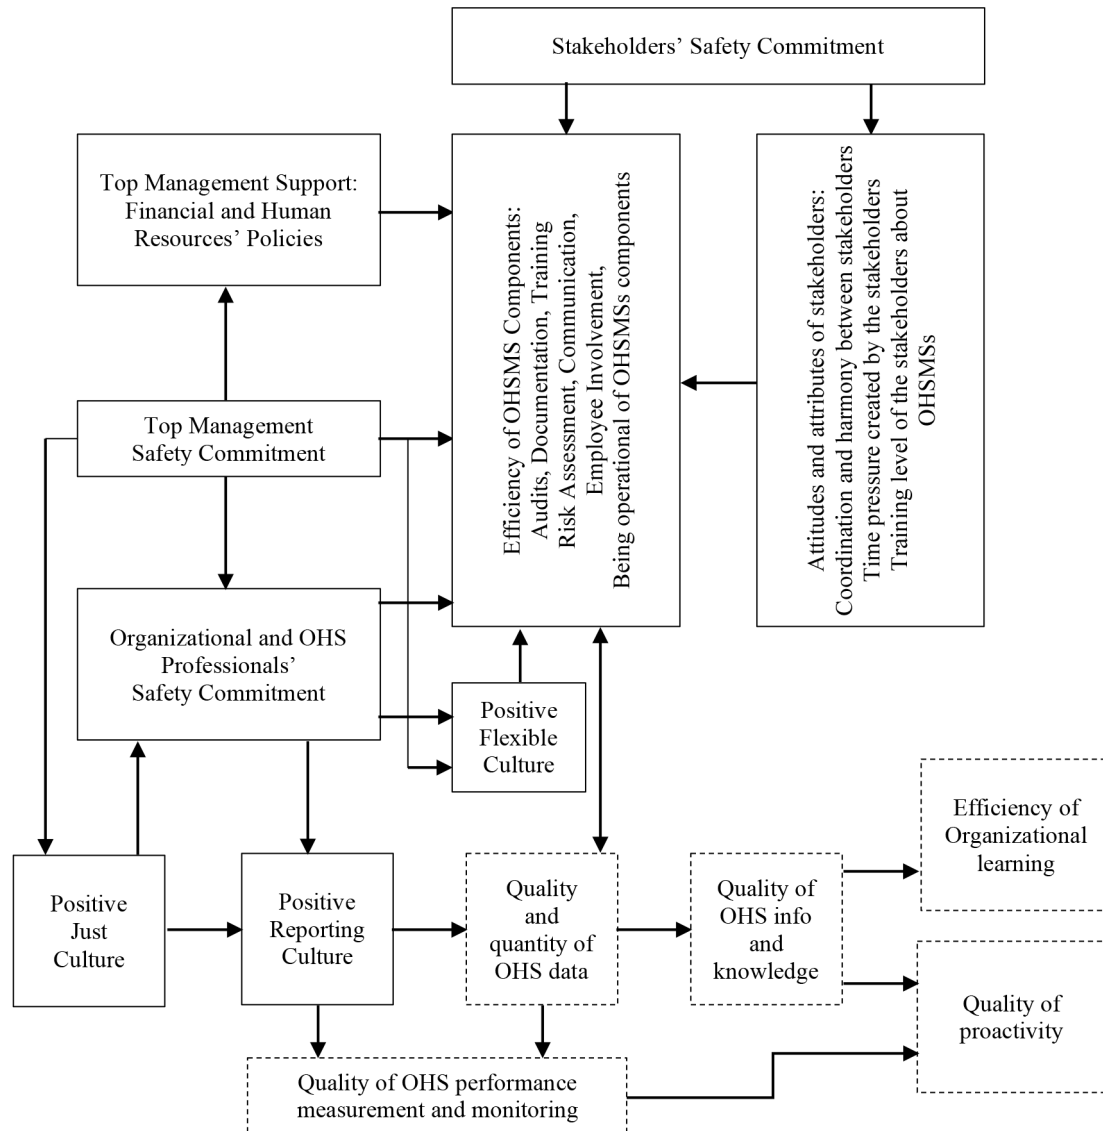 Stakeholders’ Safety Commitment
Top Management Support:
Financial and Human
Resources’ Policies
Efficiency of OHSMS Components:
Audits, Documentation, Training
Risk Assessment, Communication,
Employee Involvement,
Being operational of OHSMSs components
Attitudes and attributes of stakeholders:
Coordination and harmony between stakeholders
Time pressure created by the stakeholders
Training level of the stakeholders about
OHSMSs
Top Management
Safety Commitment
Organizational and OHS
Professionals’
Safety Commitment
Positive
Flexible
Culture
Efficiency of
Organizational
learning
Positive
Just
Culture
Positive
Reporting
Culture
Quality
and
quantity of
OHS data
Quality of
OHS info
and
knowledge
Quality of
proactivity
Quality of OHS performance
measurement and monitoring